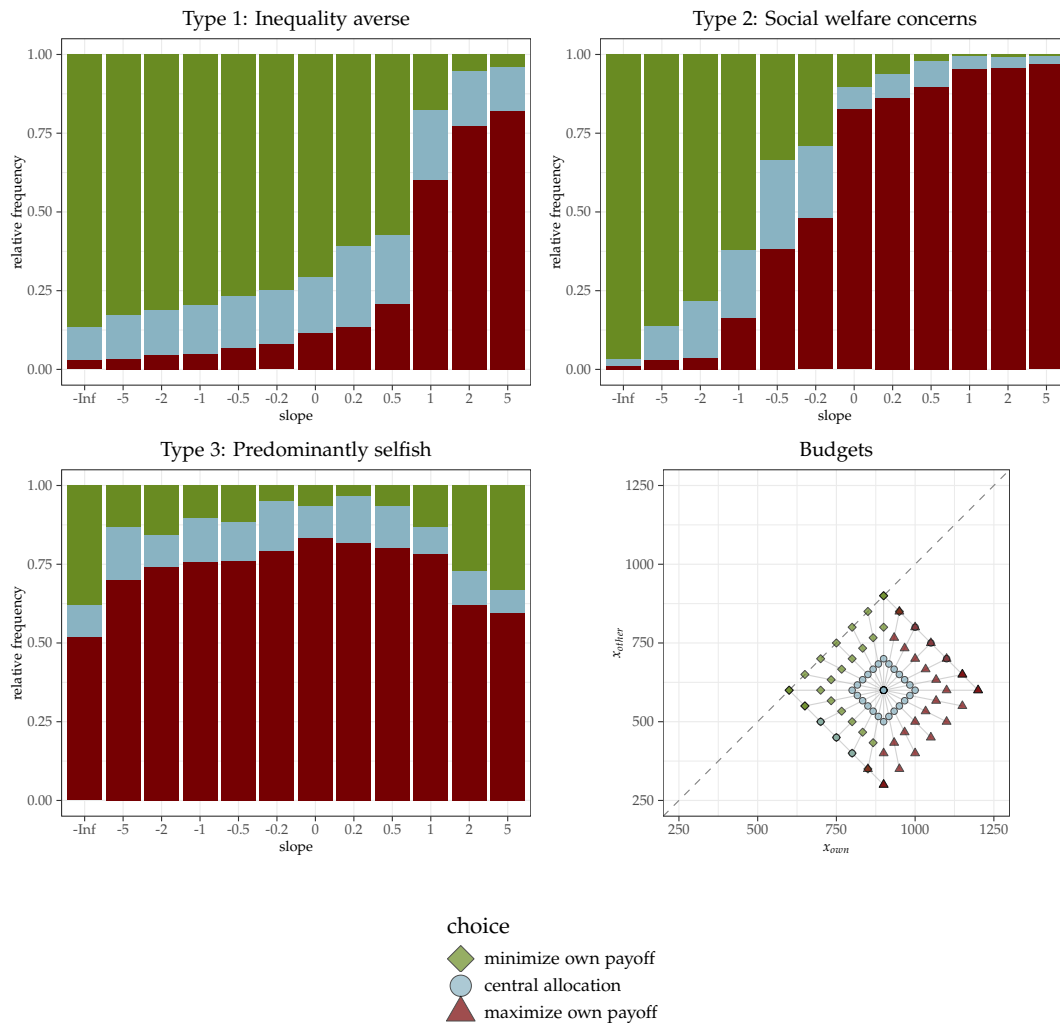 Type 1: Inequality averse
1.00
0.75
0.50
0.25
0.00
relative frequency
-Inf -5 -2 -1 -0.5 -0.2 0 0.2 0.5 1 2 5
slope
Type 2: Social welfare concerns
1.00
0.75
0.50
0.25
0.00
relative frequency
-Inf -5 -2 -1 -0.5 -0.2 0 0.2 0.5 1 2 5
slope
Type 3: Predominantly selfish
1.00
0.75
0.50
0.25
0.00
relative frequency
-Inf -5 -2 -1 -0.5 -0.2 0 0.2 0.5 1 2 5
slope
Budgets
1250
1000
750
500
250
x_other
250 500 750 1000 1250
x_own
choice
minimize own payoff
central allocation
maximize own payoff